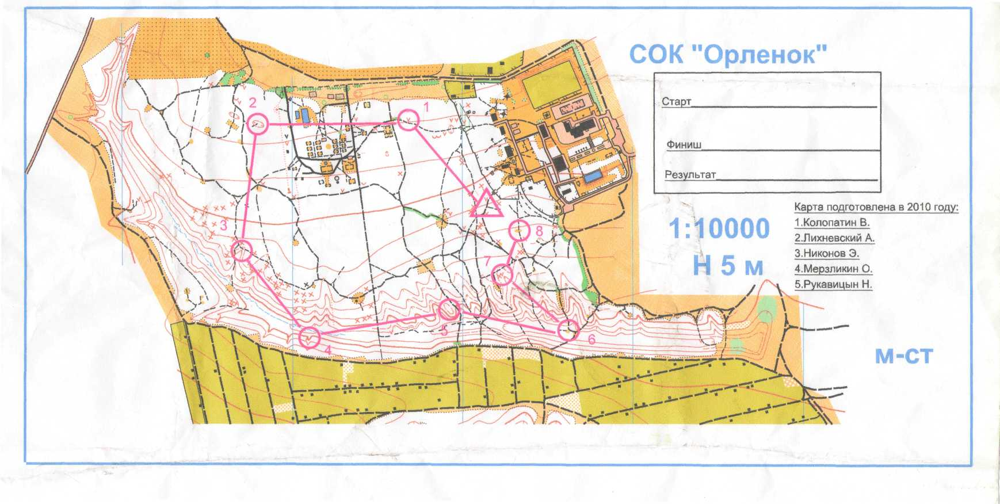 СОК "Орленок"
Старт
Финиш
Результат
Карта подготовлена в 2010 году:
1.Колопатин В.
2.Лихневский А.
3.Никонов Э.
4.Мерзликин О.
5.Рукавицын Н.
1:10000
Н 5 м
м-ст
1
2
3
4
5
6
7
8